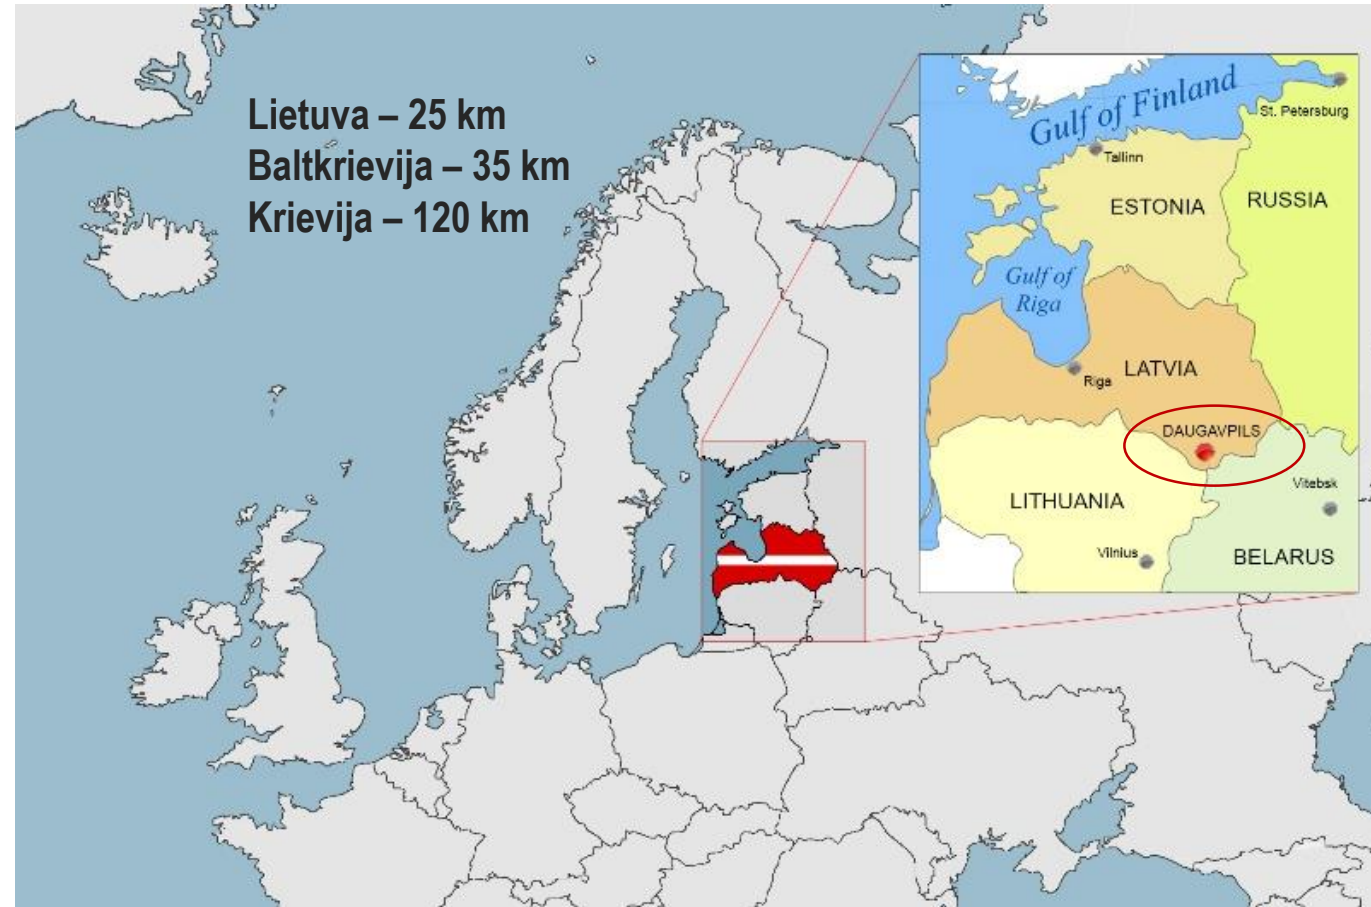 Lietuva – 25 km
Baltkrievija – 35 km
Krievija – 120 km
Gulf of Finland
St. Petersburg
Tallinn
ESTONIA
RUSSIA
Gulf of
Riga
Riga
LATVIA
DAUGAVPILS
LITHUANIA
Vitebsk
Vilnius
BELARUS